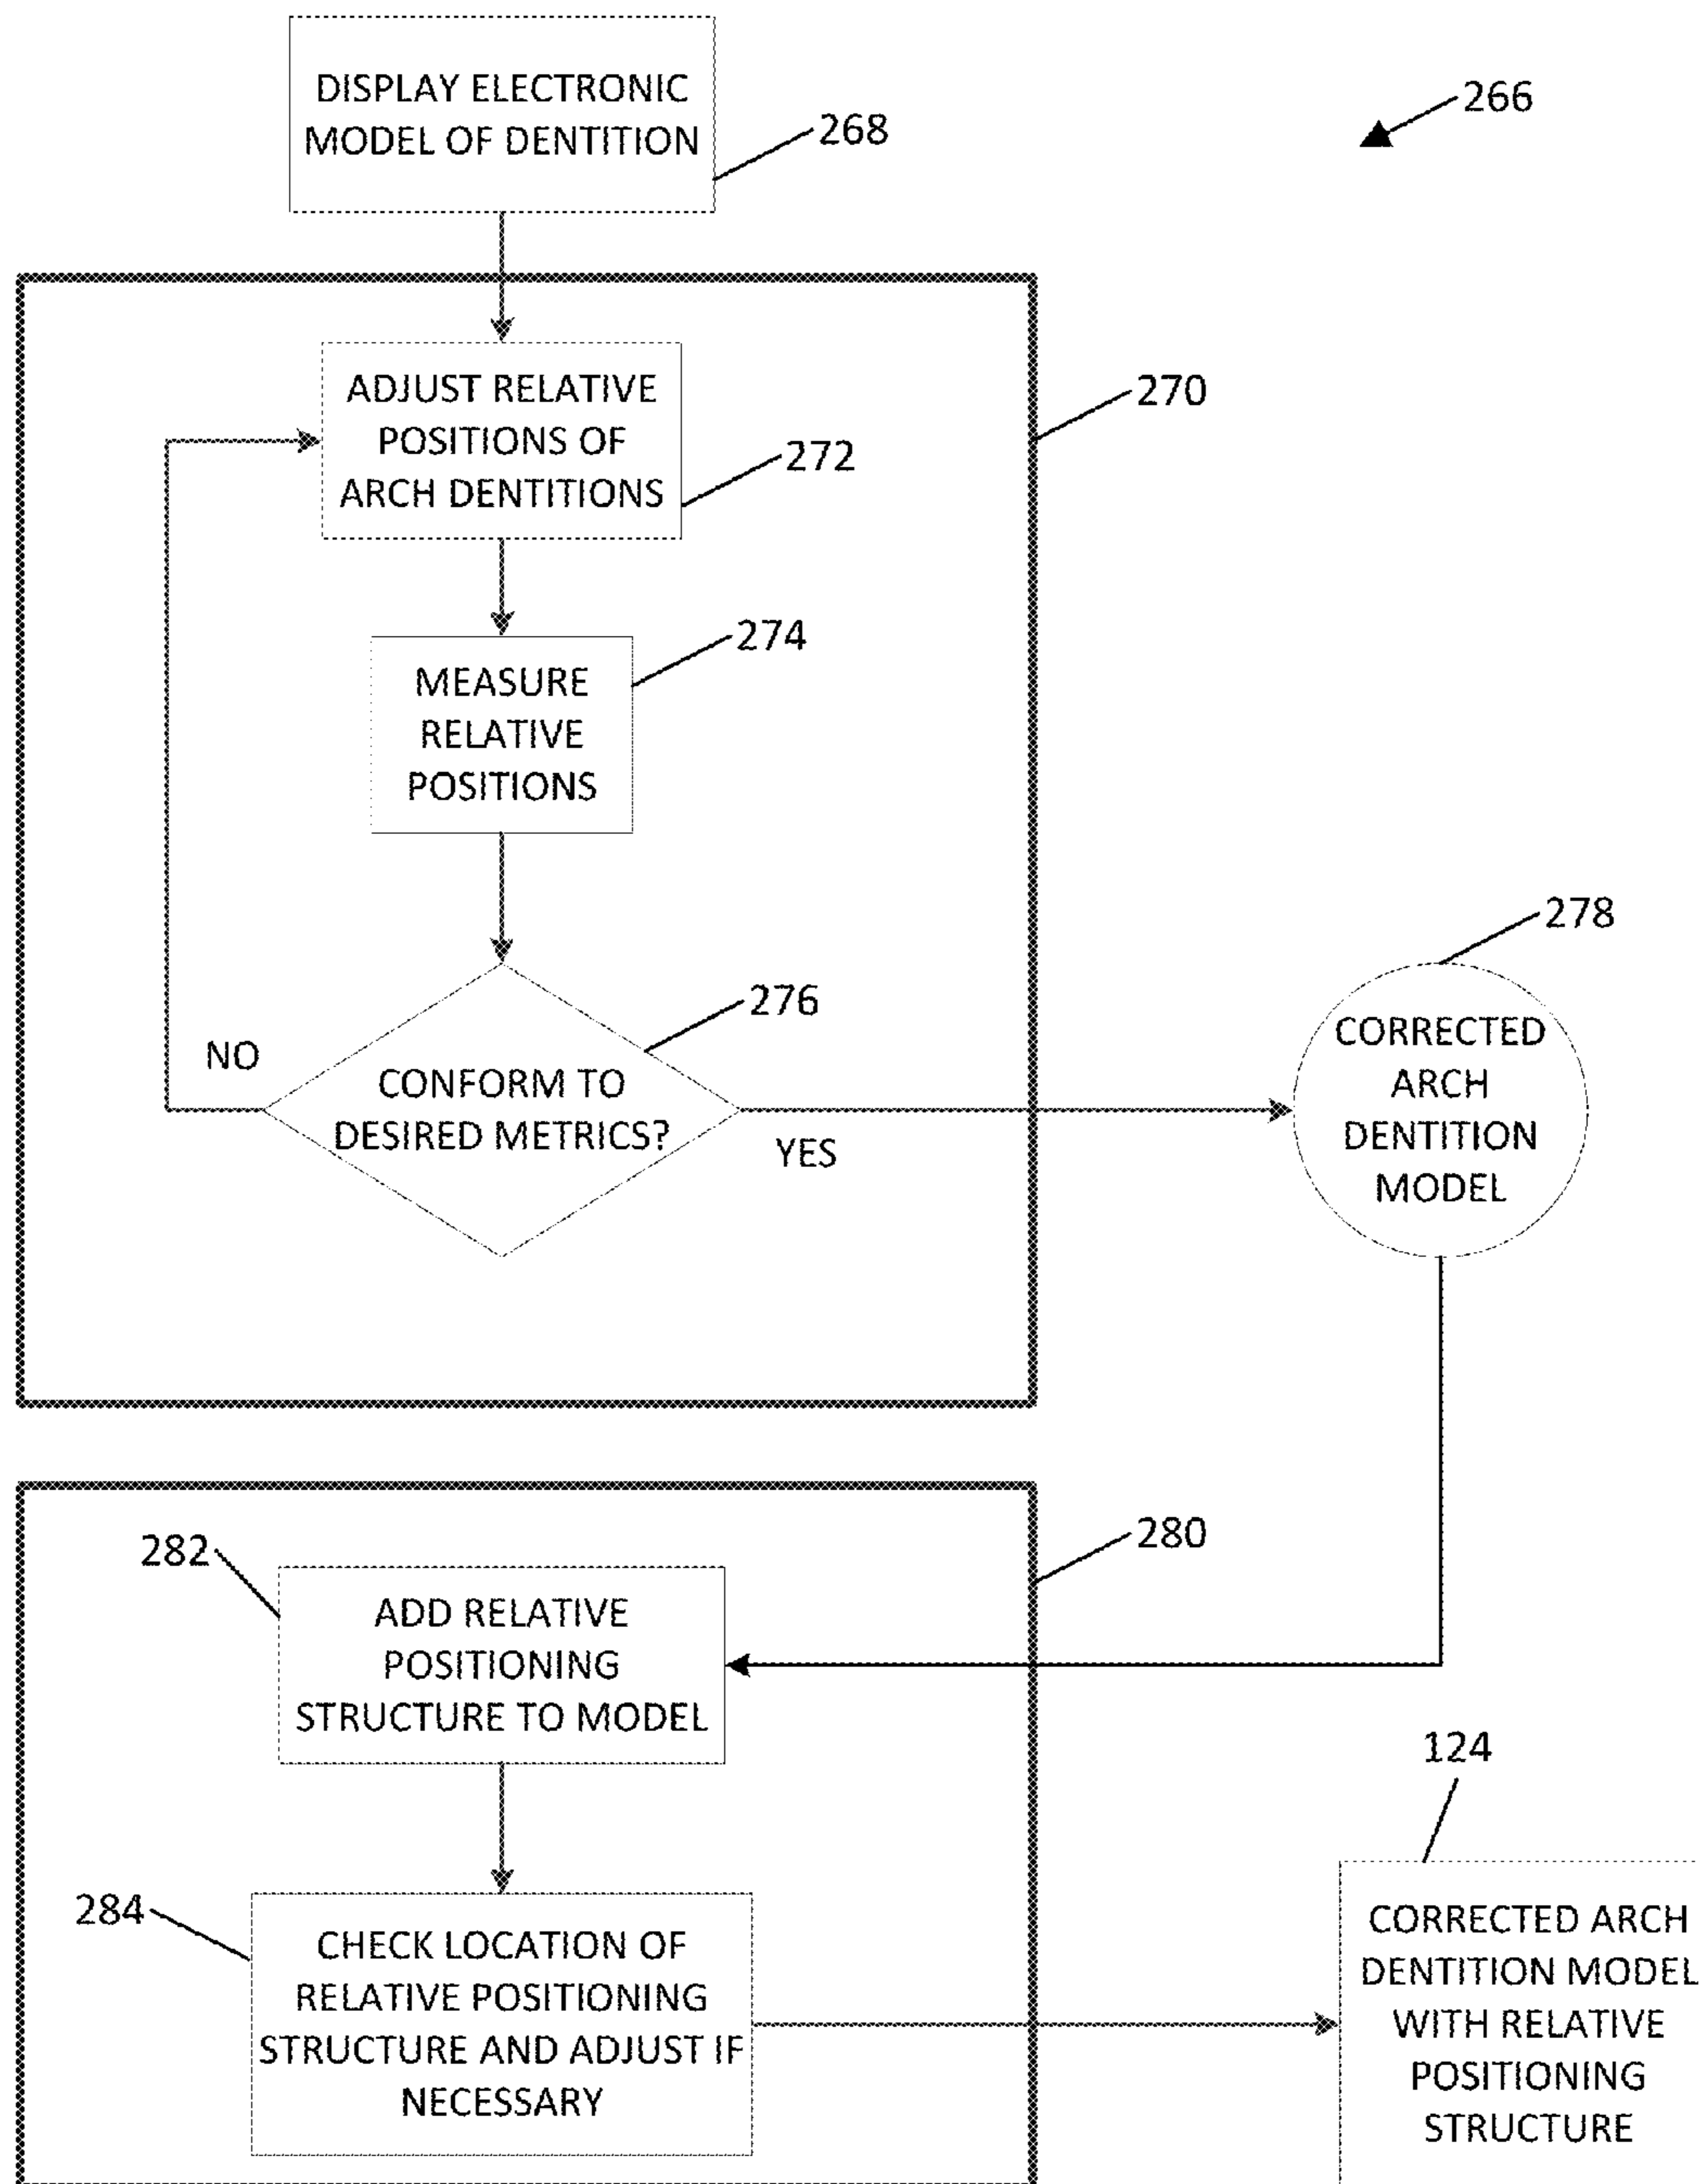 DISPLAY ELECTRONIC
MODEL OF DENTITION
268
266
ADJUST RELATIVE
POSITIONS OF
ARCH DENTITIONS
272
270
MEASURE
RELATIVE
POSITIONS
274
CONFORM TO
DESIRED METRICS?
276
NO
YES
278
CORRECTED
ARCH
DENTITION
MODEL
280
282
ADD RELATIVE
POSITIONING
STRUCTURE TO MODEL
284
CHECK LOCATION OF
RELATIVE POSITIONING
STRUCTURE AND ADJUST IF
NECESSARY
124
CORRECTED ARCH
DENTITION MODEL
WITH RELATIVE
POSITIONING
STRUCTURE